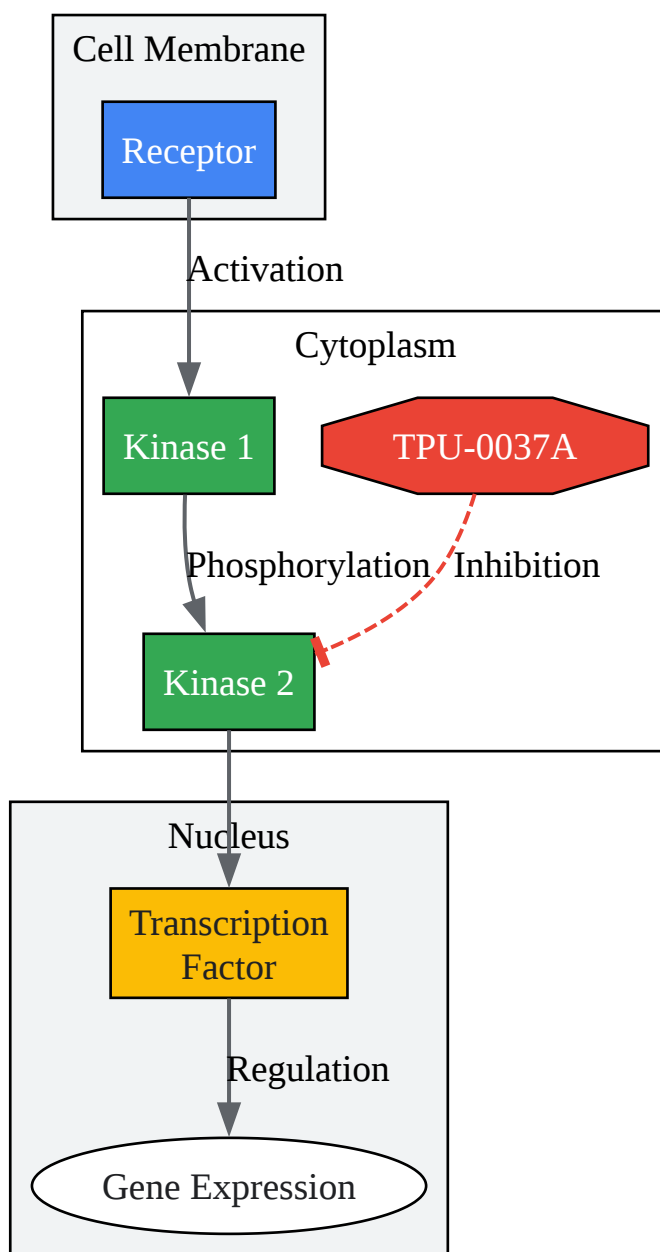 Cell Membrane
Receptor
Activation
Cytoplasm
Kinase 1
TPU-0037A
Phosphorylation
Inhibition
Kinase 2
Nucleus
Transcription
Factor
Regulation
Gene Expression